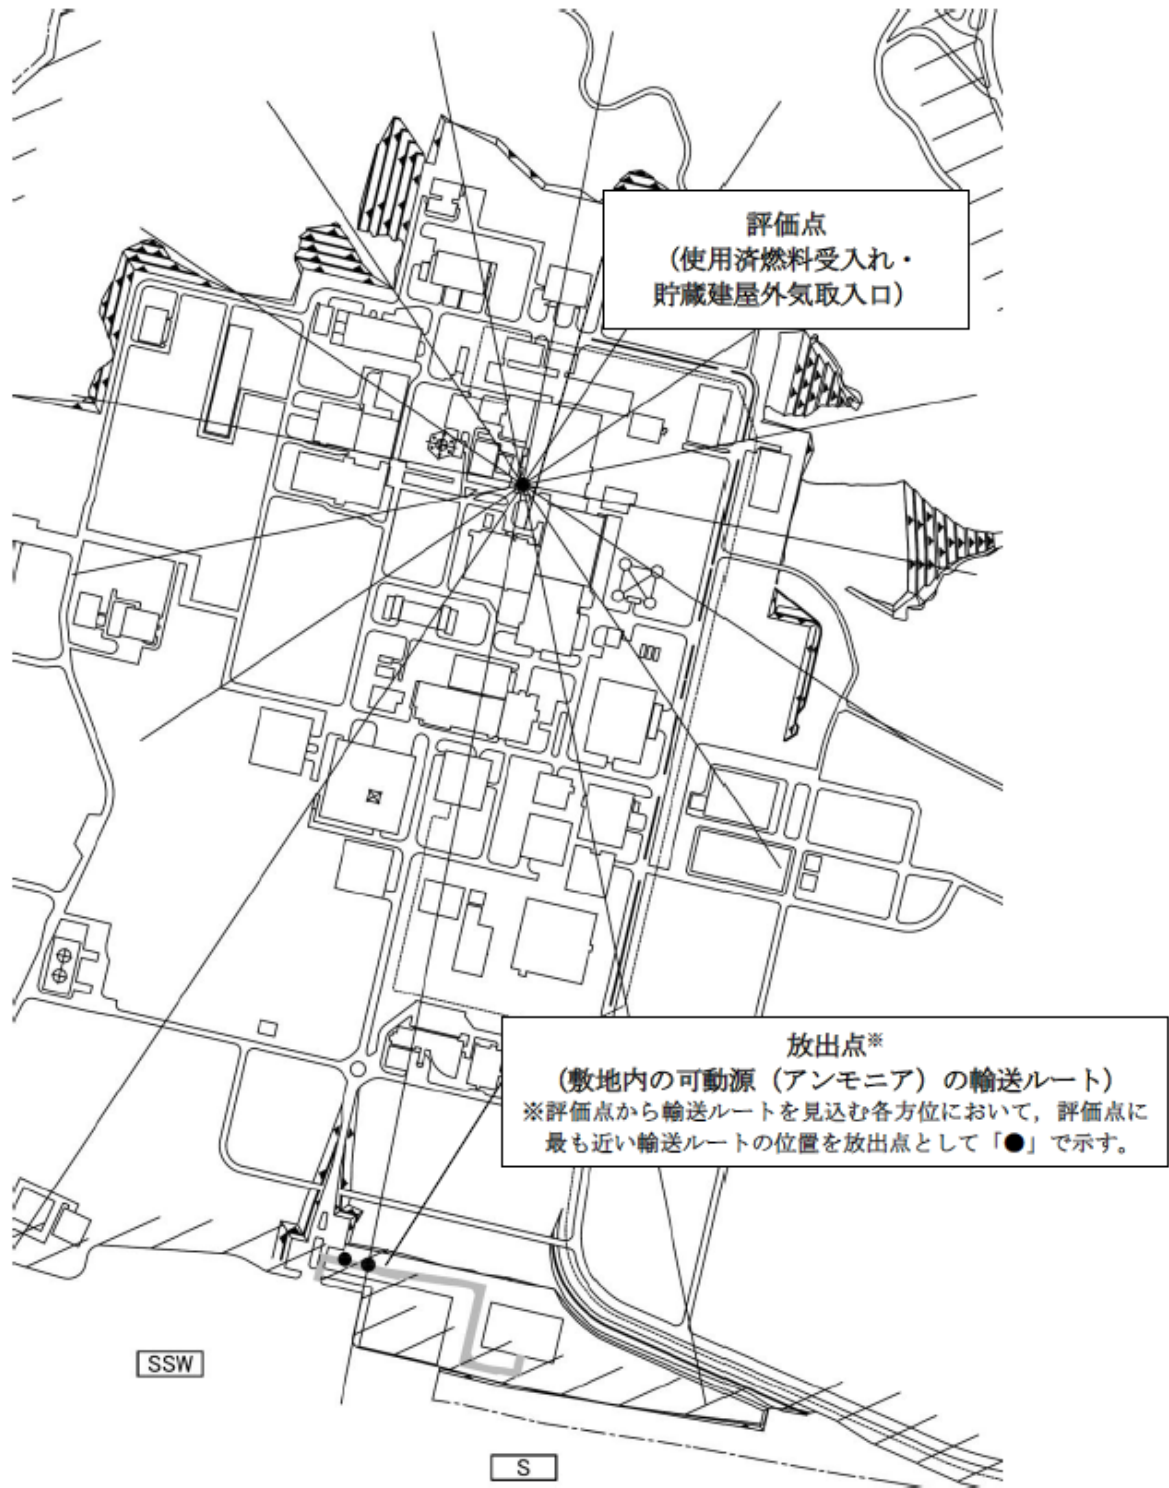 評価点
（使用済燃料受入れ・
貯蔵建屋外気取入口）
放出点※
（敷地内の可動源（アンモニア）の輸送ルート）
※評価点から輸送ルートを見込む各方位において，評価点に
最も近い輸送ルートの位置を放出点として「●」で示す。
SSW
S